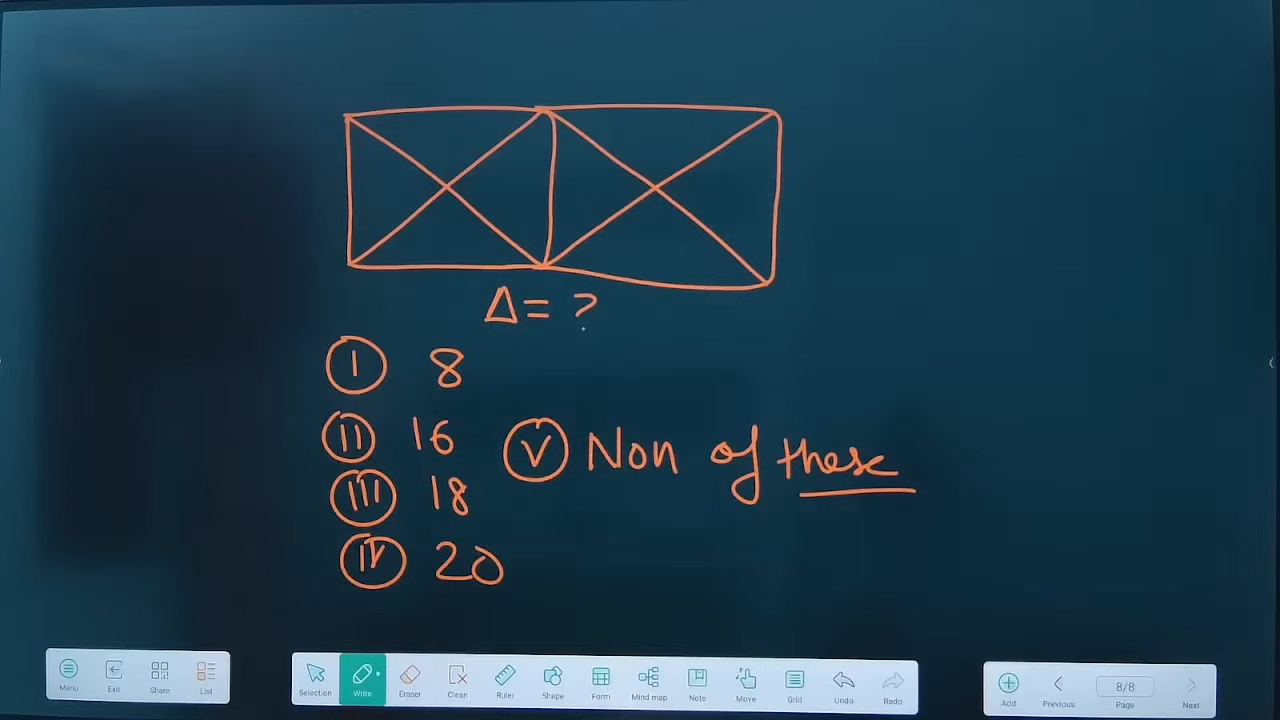 Δ = ?
I 8
II 16
III 18
IV 20
V Non of these
Menu Exit Share List
Selection Write Eraser Clean Ruler Shape Form Mind map Note Move Grid Undo Redo
Add Previous 8/8 Page Next